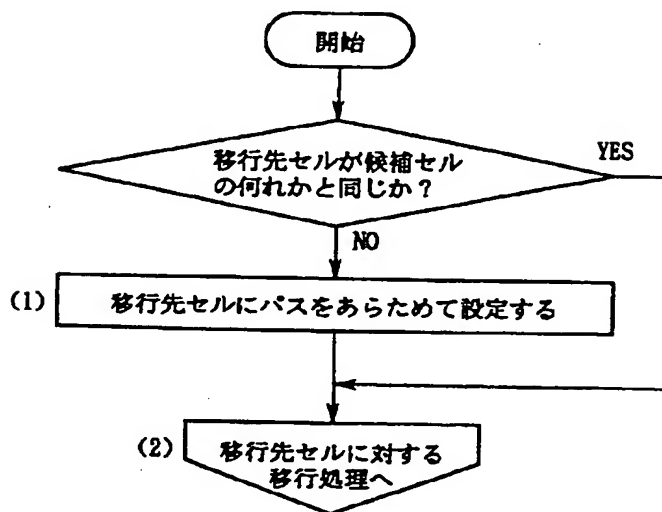 開始
移行先セルが候補セル
の何れかと同じか？
YES
NO
(1) 移行先セルにパスをあらためて設定する
(2) 移行先セルに対する
移行処理へ